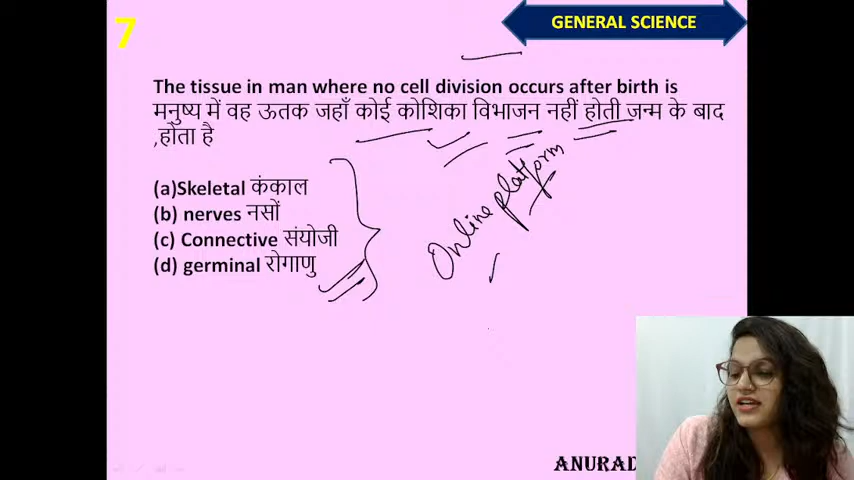 7
GENERAL SCIENCE
The tissue in man where no cell division occurs after birth is
मनुष्य में वह ऊतक जहाँ कोई कोशिका विभाजन नहीं होती जन्म के बाद
,होता है
(a)Skeletal कंकाल
(b) nerves नसों
(c) Connective संयोजी
(d) germinal रोगाणु
Online platform
ANURAD